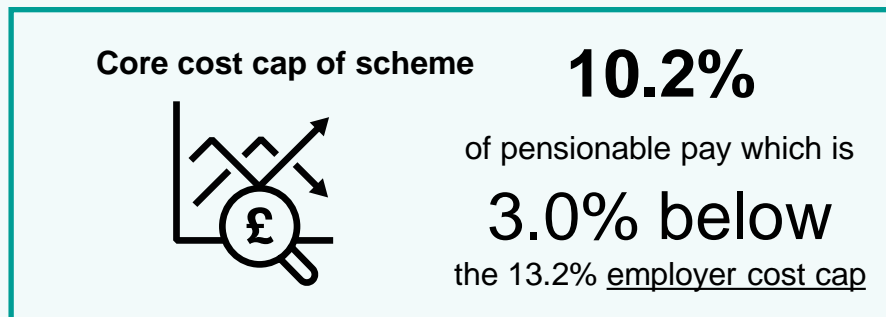 Core cost cap of scheme
£
10.2%
of pensionable pay which is
3.0% below
the 13.2% employer cost cap